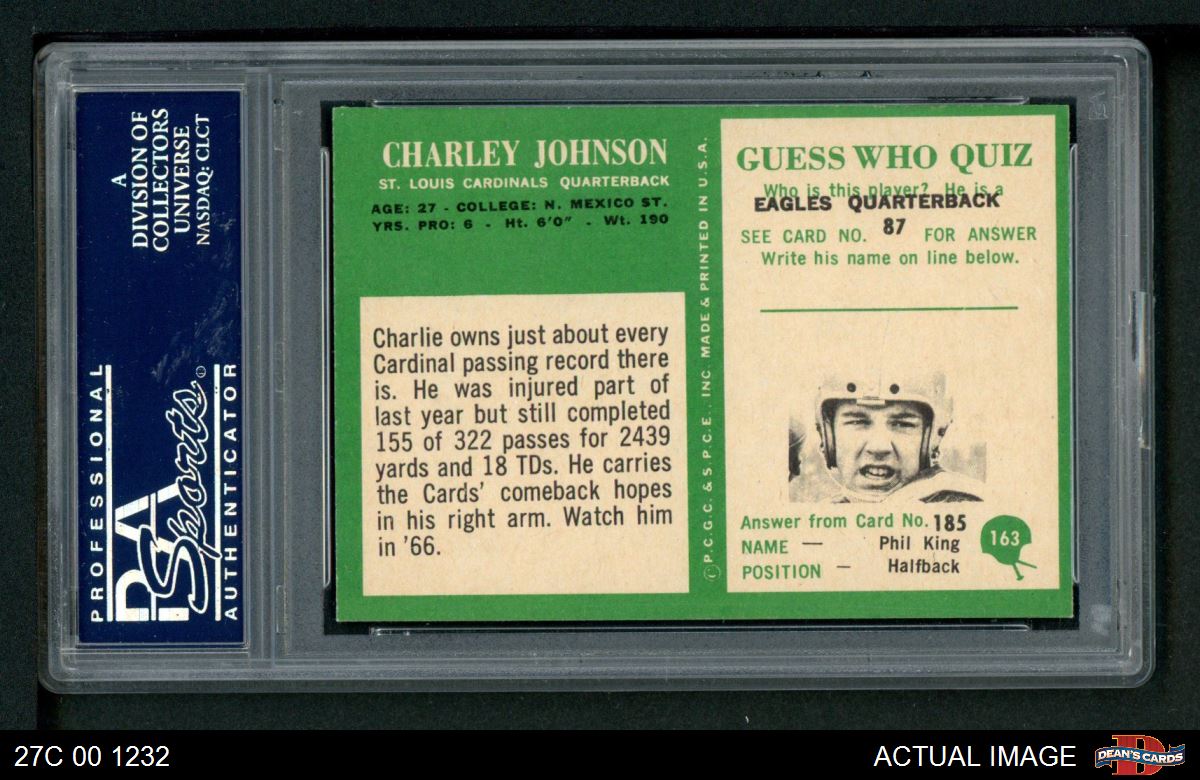 A
DIVISION OF
COLLECTORS
UNIVERSE
NASDAQ: CLCT
PROFESSIONAL
PSA
Sports
AUTHENTICATOR
CHARLEY JOHNSON
ST. LOUIS CARDINALS QUARTERBACK
AGE: 27 - COLLEGE: N. MEXICO ST.
YRS. PRO: 6 - Ht. 6'0" - Wt. 190
Charlie owns just about every
Cardinal passing record there
is. He was injured part of
last year but still completed
155 of 322 passes for 2439
yards and 18 TDs. He carries
the Cards' comeback hopes
in his right arm. Watch him
in '66.
Ⓒ P.C.G.C. & S P.C.E., INC. MADE & PRINTED IN U.S.A.
GUESS WHO QUIZ
Who is this player? He is a
EAGLES QUARTERBACK
SEE CARD NO. 87 FOR ANSWER
Write his name on line below.
Answer from Card No. 185
NAME — Phil King
POSITION — Halfback
163
27C 00 1232
ACTUAL IMAGE
D
DEAN'S CARDS